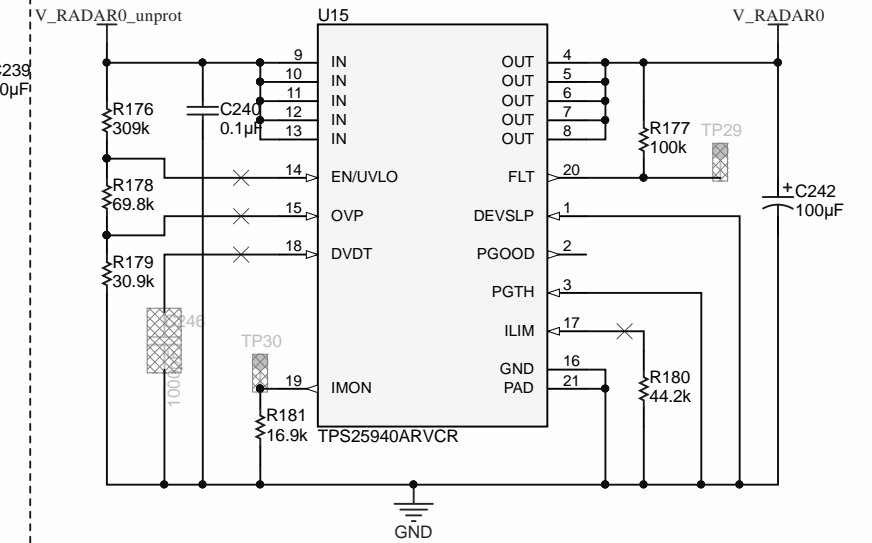 V_RADAR0_unprot
U15
V_RADAR0
C239
0µF
9 IN
10 IN
11 IN
12 IN
13 IN
OUT 4
OUT 5
OUT 6
OUT 7
OUT 8
R176
309k
C240
0.1µF
R177
100k
TP29
14 EN/UVLO
FLT 20
R178
69.8k
C242
100µF
+
15 OVP
DEVSLP 1
18 DVDT
PGOOD 2
R179
30.9k
PGTH 3
ILIM 17
TP30
GND 16
PAD 21
R180
44.2k
19 IMON
R181
16.9k
TPS25940ARVCR
GND